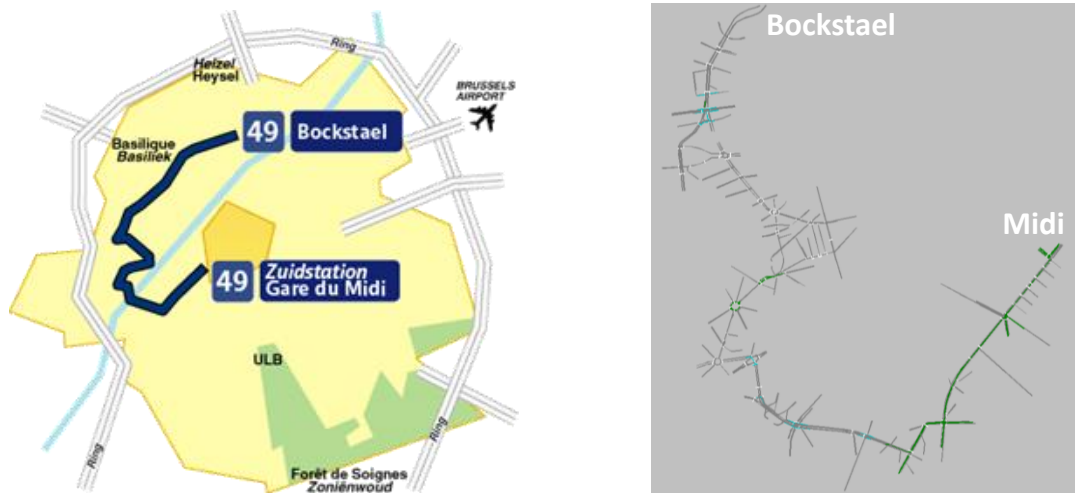 Ring
Heizel
Heysel
BRUSSELS
AIRPORT
49 Bockstael
Basilique
Basiliek
49 Zuidstation
Gare du Midi
ULB
Ring
Ring
Forêt de Soignes
Zoniënwoud
Bockstael
Midi